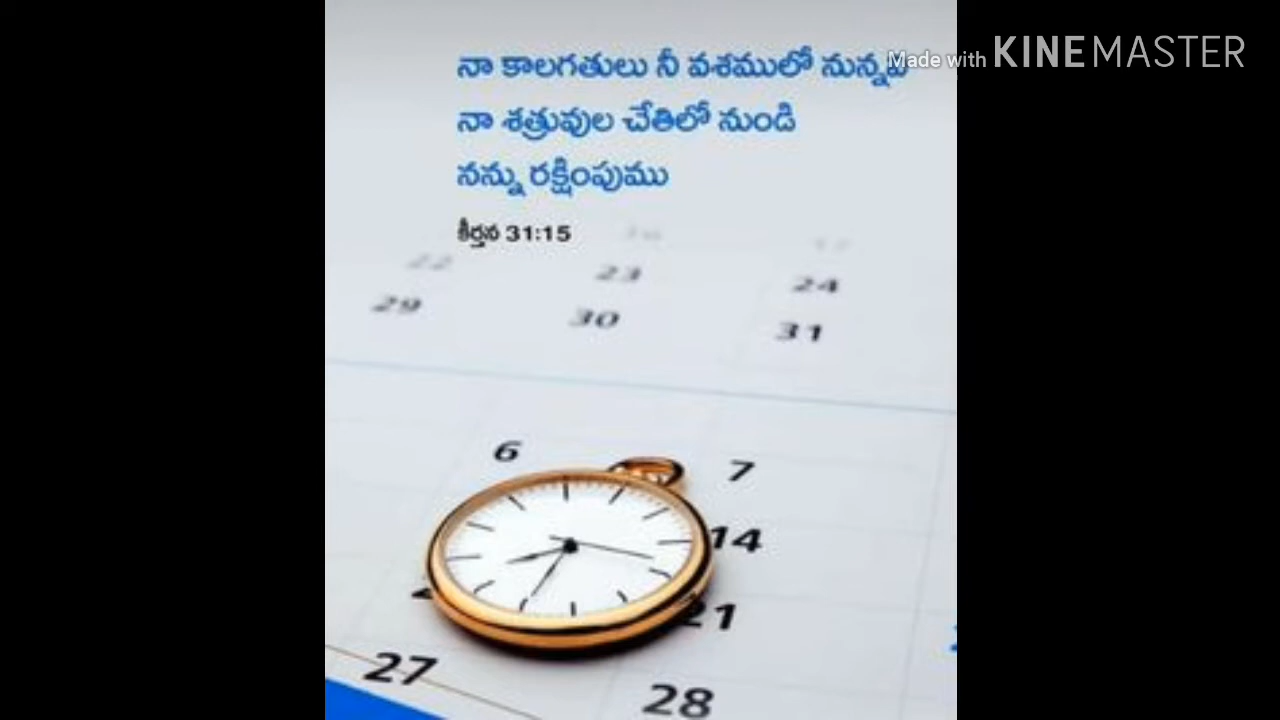 నా కాలగతులు నీ వశములో నున్నవి
Made with KINEMASTER
నా శత్రువుల చేతిలో నుండి
నన్ను రక్షింపుము
కీర్తన 31:15
22 23 24
29 30 31
6 7
14
21
27 28